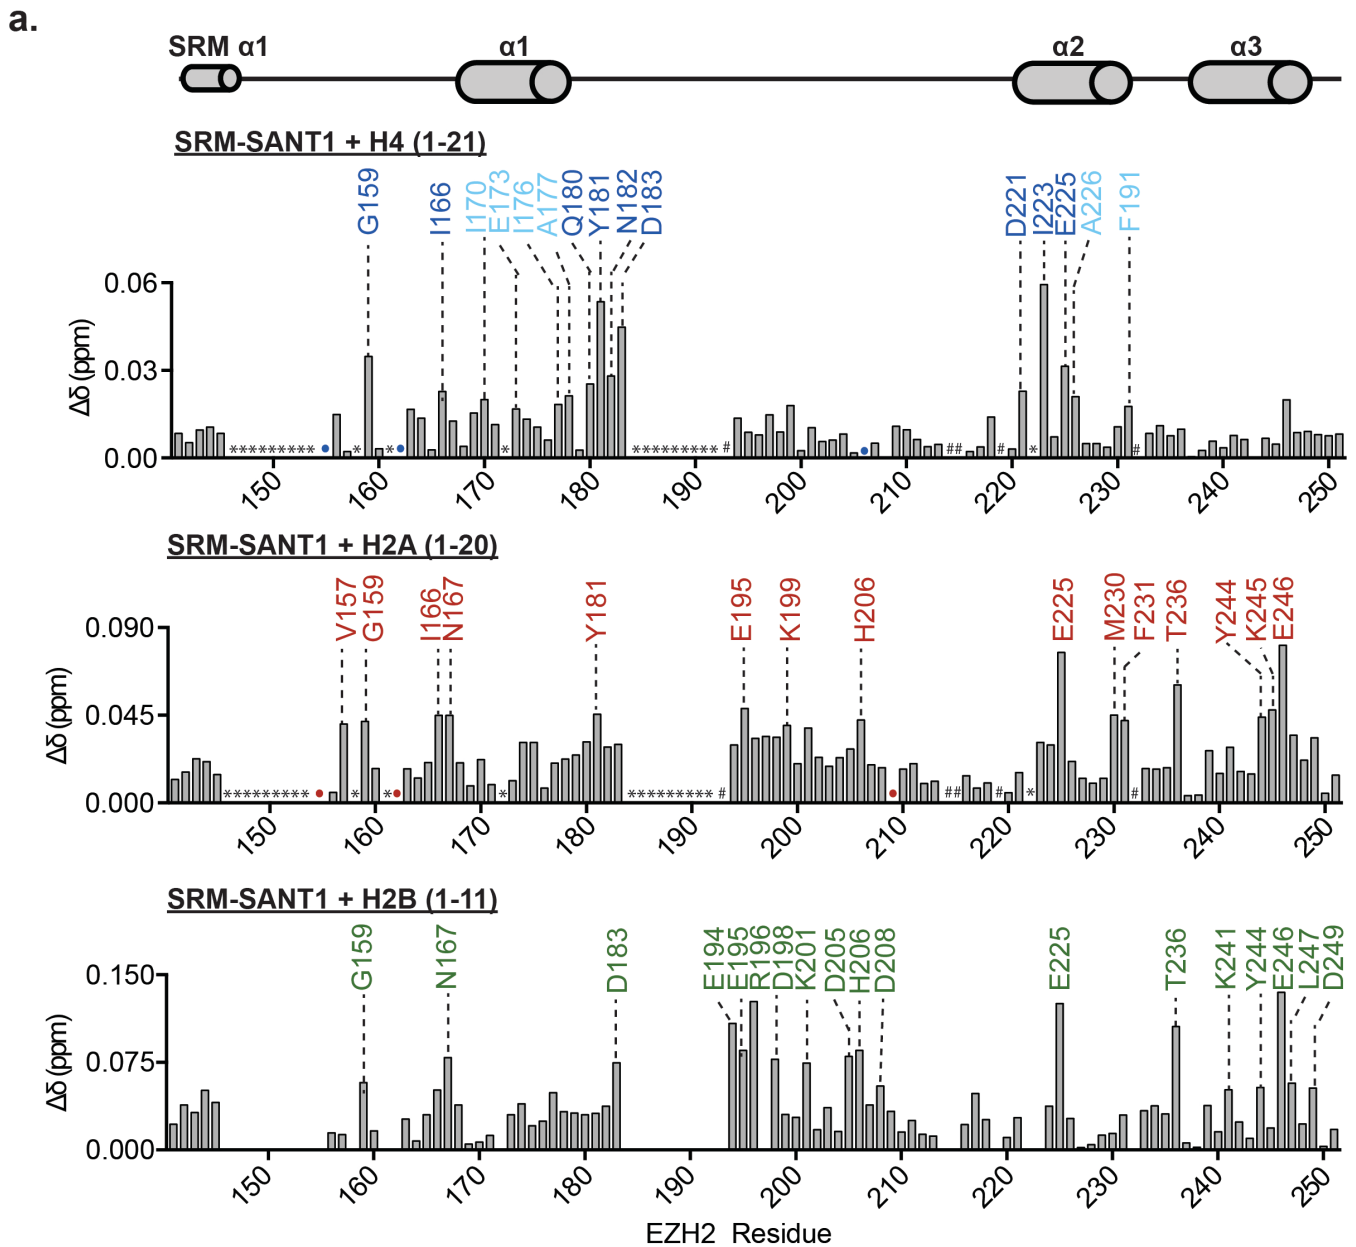 a.
SRM α1 α1 α2 α3
SRM-SANT1 + H4 (1-21)
G159 I166 I170 E173 I176 A177 Q180 Y181 N182 D183 D221 I223 E225 A226 F191
0.06
0.03
0.00
Δδ (ppm)
*********** * * * *********** # ## # * #
150 160 170 180 190 200 210 220 230 240 250
SRM-SANT1 + H2A (1-20)
V157 G159 I166 N167 Y181 E195 K199 H206 E225 M230 F231 T236 Y244 K245 E246
0.090
0.045
0.000
Δδ (ppm)
*********** * * * *********** # ## # * #
150 160 170 180 190 200 210 220 230 240 250
SRM-SANT1 + H2B (1-11)
G159 N167 D183 E194 E195 R196 D198 K201 D205 H206 D208 E225 T236 K241 Y244 E246 L247 D249
0.150
0.075
0.000
Δδ (ppm)
150 160 170 180 190 200 210 220 230 240 250
EZH2 Residue